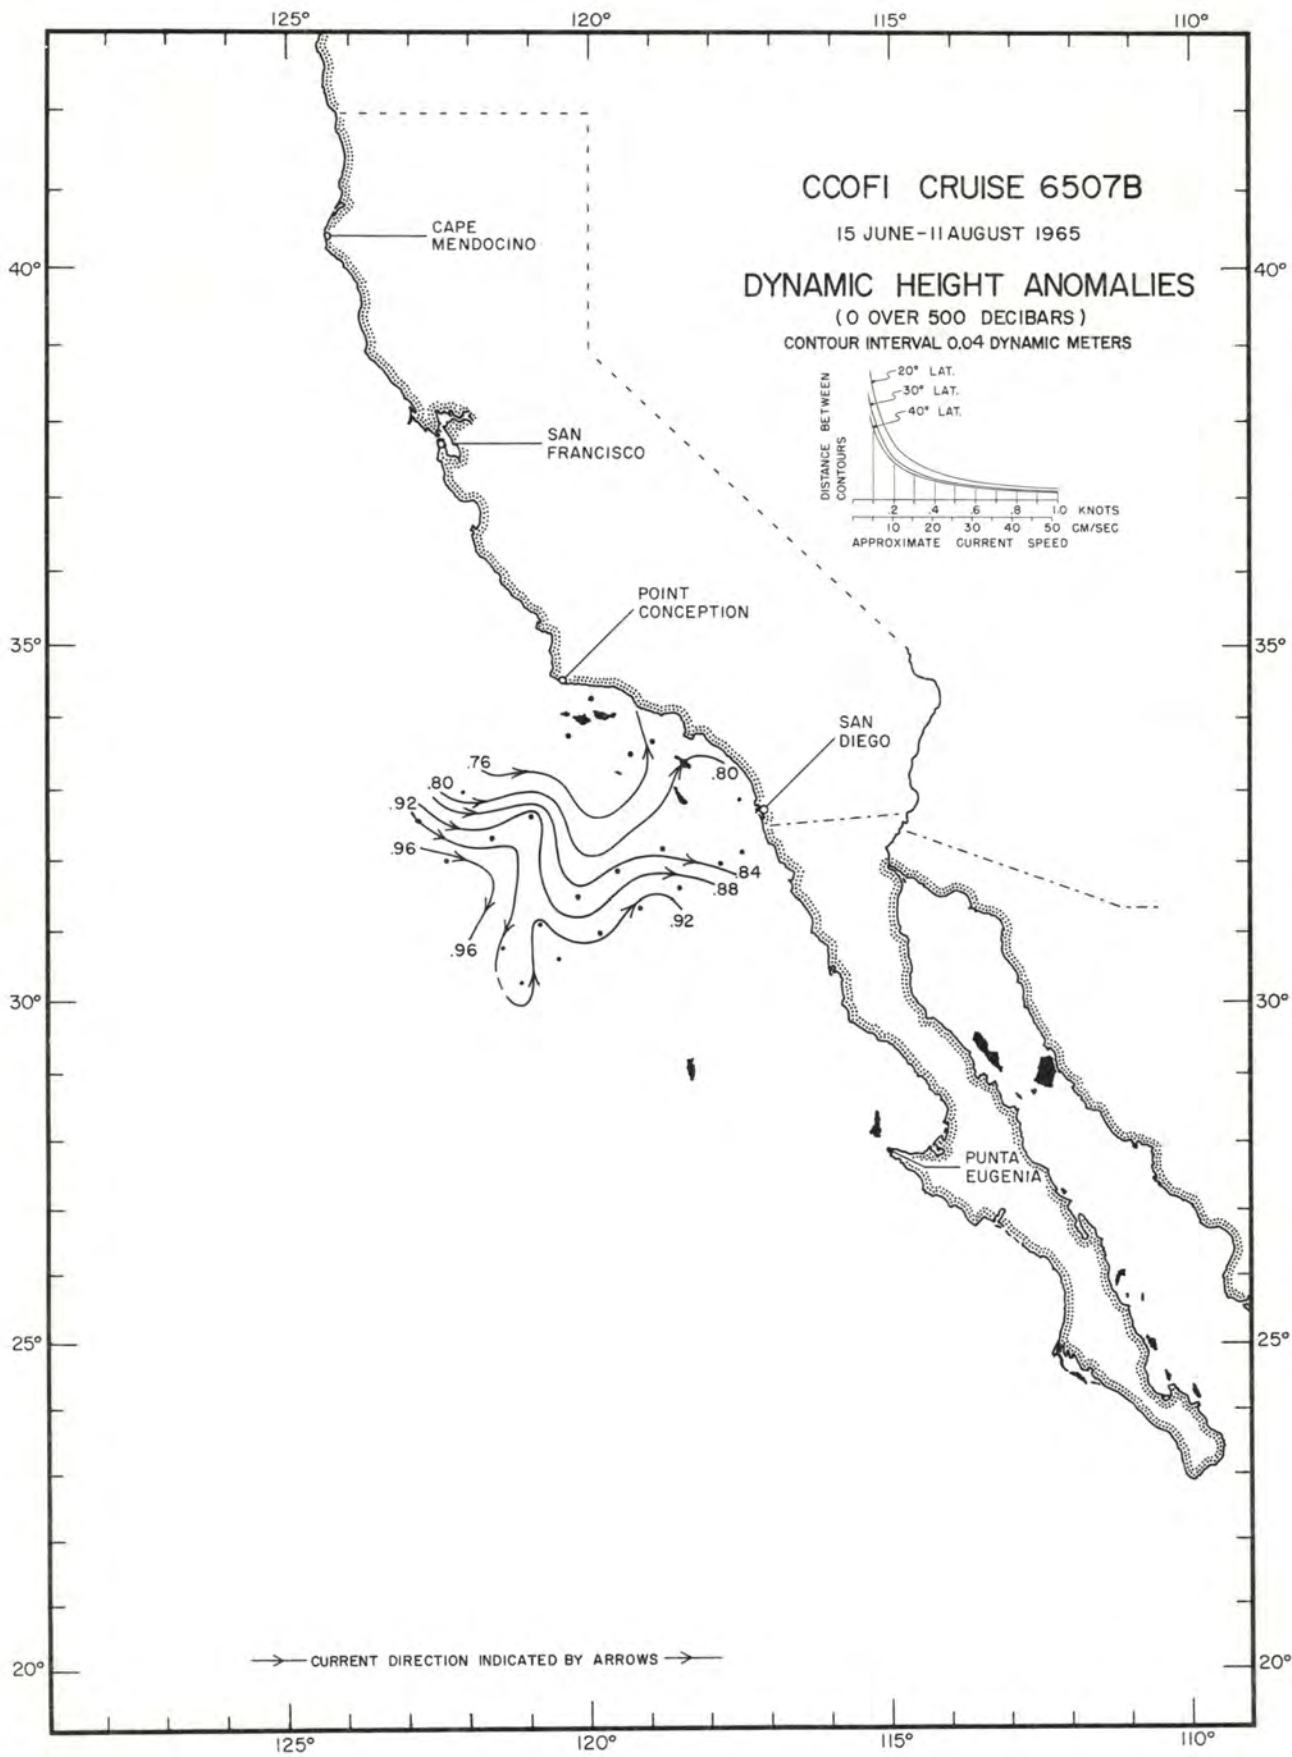 125° 120° 115° 110°
CCOFI CRUISE 6507B
15 JUNE-11 AUGUST 1965
DYNAMIC HEIGHT ANOMALIES
(0 OVER 500 DECIBARS)
CONTOUR INTERVAL 0.04 DYNAMIC METERS
20° LAT.
30° LAT.
40° LAT.
DISTANCE BETWEEN
CONTOURS
.2 .4 .6 .8 1.0 KNOTS
10 20 30 40 50 CM/SEC
APPROXIMATE CURRENT SPEED
CAPE
MENDOCINO
40° 40°
SAN
FRANCISCO
POINT
CONCEPTION
35° 35°
SAN
DIEGO
.76
.80
.80
.92
.96
.84
.88
.92
.96
30° 30°
PUNTA
EUGENIA
25° 25°
CURRENT DIRECTION INDICATED BY ARROWS
20° 20°
125° 120° 115° 110°